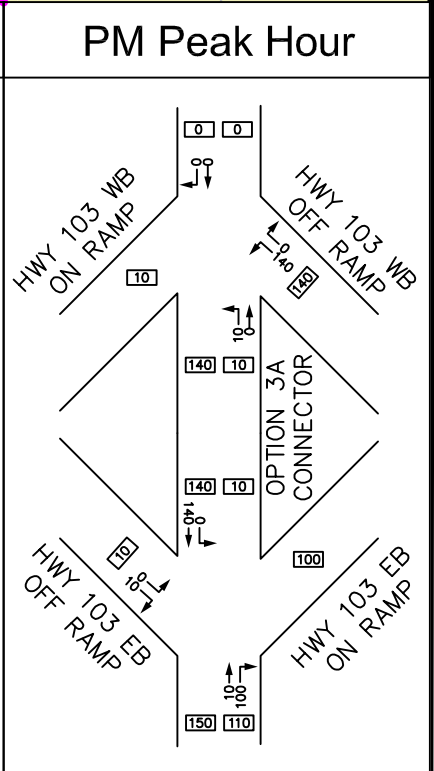 PM Peak Hour
0 0
0 0
HWY 103 WB
ON RAMP
HWY 103 WB
OFF RAMP
0
140
140
10
10
0
140 10
OPTION 3A
CONNECTOR
140 10
140
0
10
0
10
100
HWY 103 EB
OFF RAMP
HWY 103 EB
ON RAMP
10
100
150 110